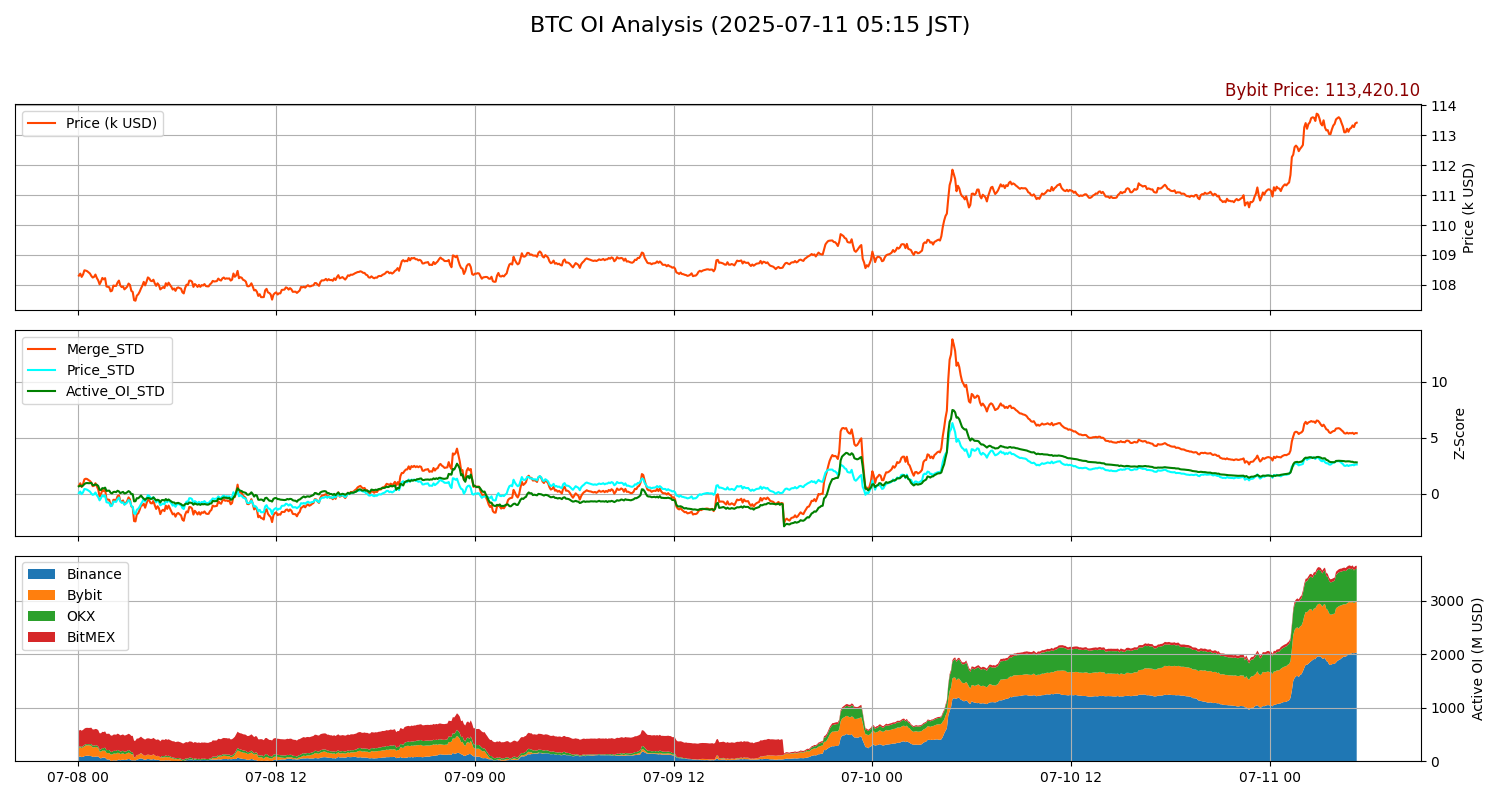 BTC OI Analysis (2025-07-11 05:15 JST)
Bybit Price: 113,420.10
Price (k USD)
114
113
112
111
110
109
108
Price (k USD)
Merge_STD
Price_STD
Active_OI_STD
10
5
0
Z-Score
Binance
Bybit
OKX
BitMEX
3000
2000
1000
0
Active OI (M USD)
07-08 00
07-08 12
07-09 00
07-09 12
07-10 00
07-10 12
07-11 00